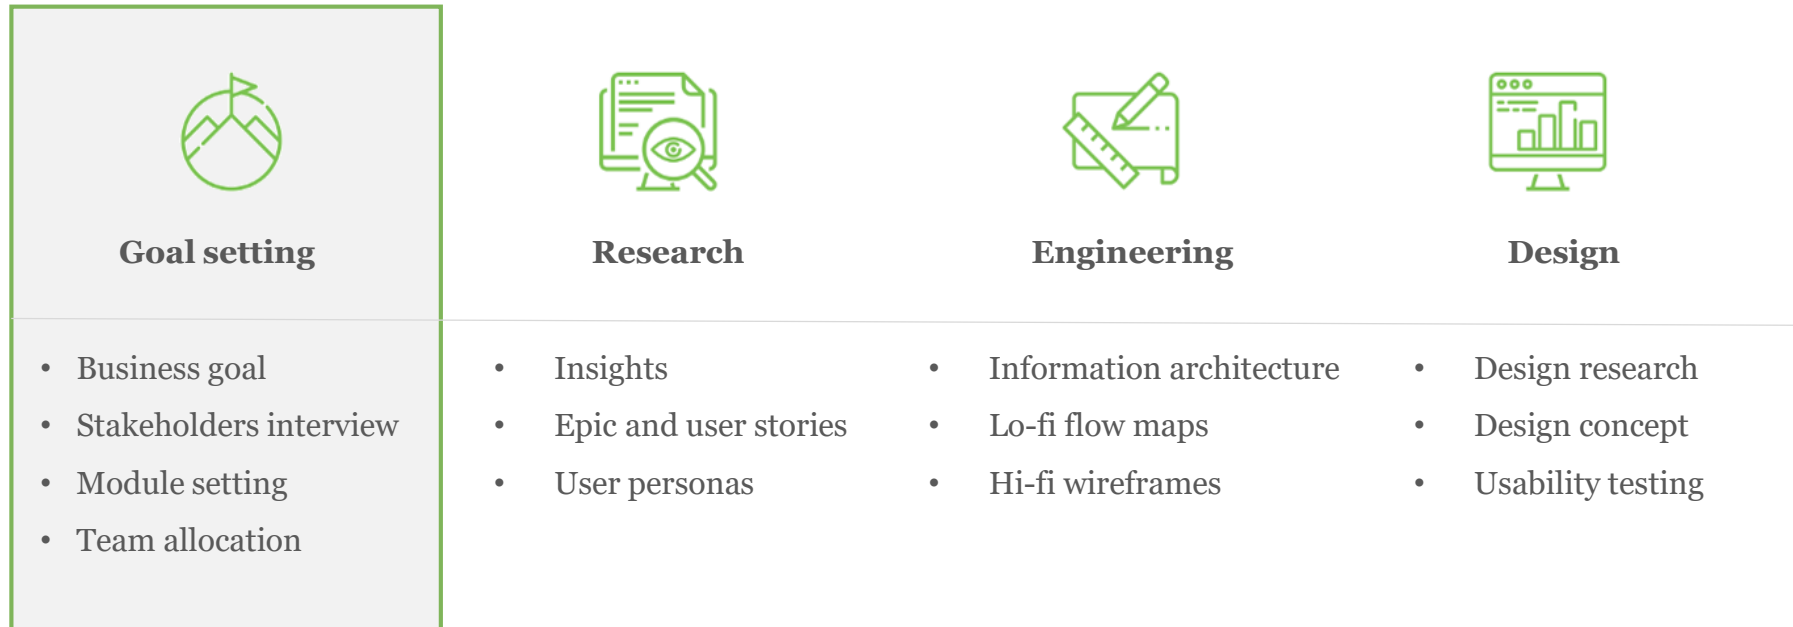 Goal setting
Research
Engineering
Design
• Business goal
• Stakeholders interview
• Module setting
• Team allocation
• Insights
• Epic and user stories
• User personas
• Information architecture
• Lo-fi flow maps
• Hi-fi wireframes
• Design research
• Design concept
• Usability testing